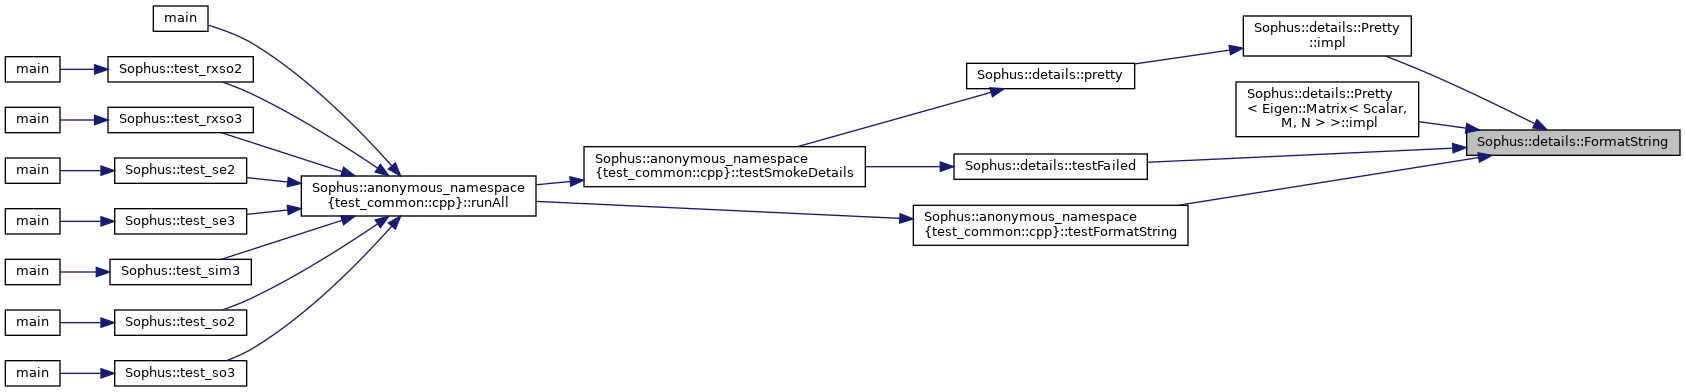 main
Sophus::details::Pretty
::impl
main
Sophus::test_rxso2
Sophus::details::pretty
Sophus::details::Pretty
< Eigen::Matrix< Scalar,
M, N > >::impl
main
Sophus::test_rxso3
Sophus::details::FormatString
main
Sophus::test_se2
Sophus::anonymous_namespace
{test_common::cpp}::testSmokeDetails
Sophus::details::testFailed
Sophus::anonymous_namespace
{test_common::cpp}::runAll
main
Sophus::test_se3
Sophus::anonymous_namespace
{test_common::cpp}::testFormatString
main
Sophus::test_sim3
main
Sophus::test_so2
main
Sophus::test_so3